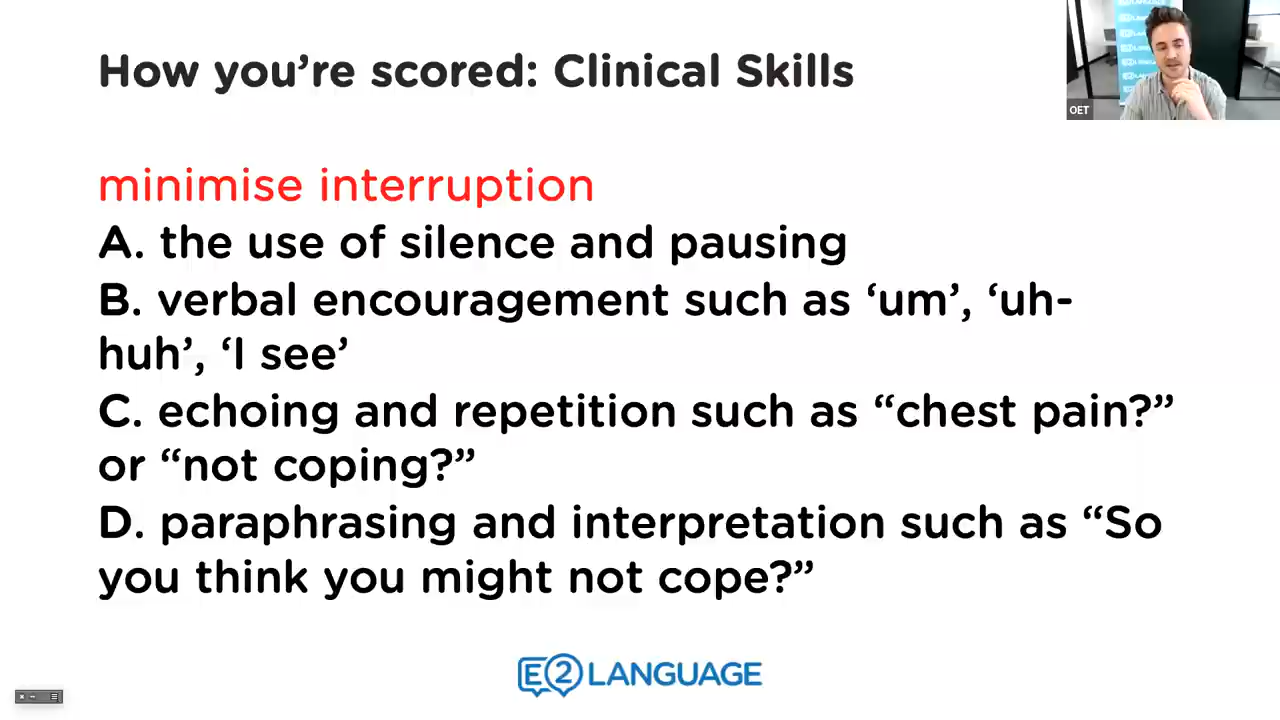 How you’re scored: Clinical Skills
OET
minimise interruption
A. the use of silence and pausing
B. verbal encouragement such as ‘um’, ‘uh-
huh’, ‘I see’
C. echoing and repetition such as “chest pain?”
or “not coping?”
D. paraphrasing and interpretation such as “So
you think you might not cope?”
E2 LANGUAGE